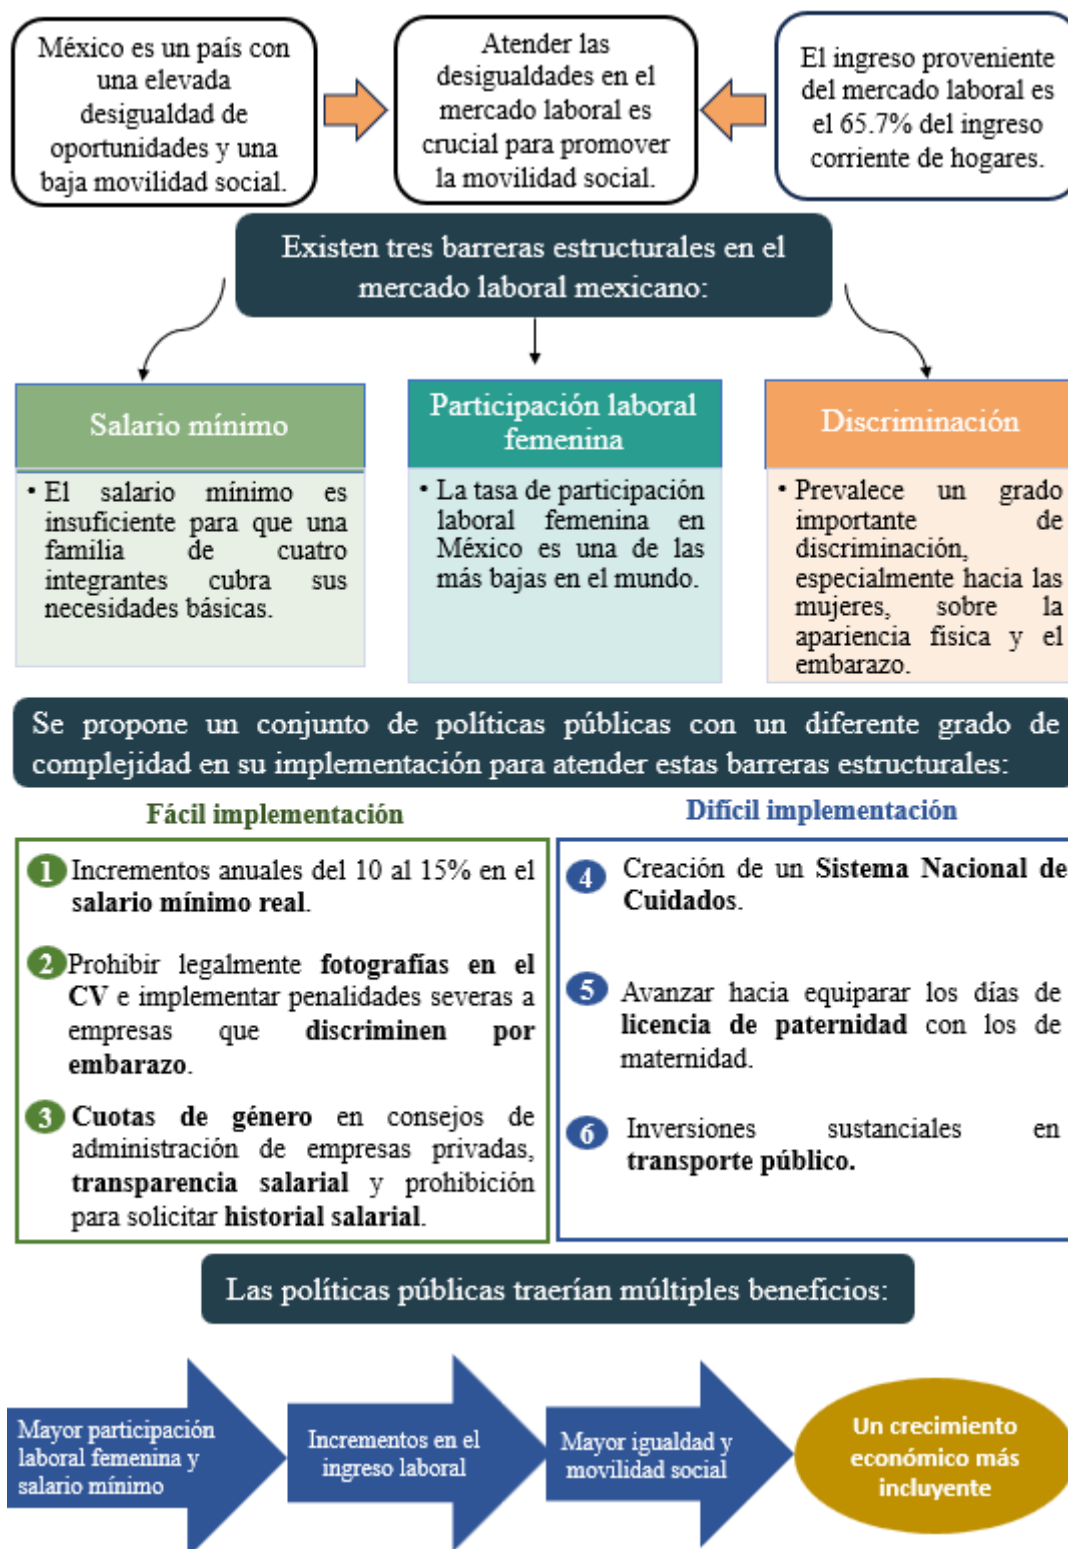 México es un país con
una elevada
desigualdad de
oportunidades y una
baja movilidad social.
Atender las
desigualdades en el
mercado laboral es
crucial para promover
la movilidad social.
El ingreso proveniente
del mercado laboral es
el 65.7% del ingreso
corriente de hogares.
Existen tres barreras estructurales en el
mercado laboral mexicano:
Salario mínimo
• El salario mínimo es
insuficiente para que una
familia de cuatro
integrantes cubra sus
necesidades básicas.
Participación laboral
femenina
• La tasa de participación
laboral femenina en
México es una de las
más bajas en el mundo.
Discriminación
• Prevalece un grado
importante de
discriminación,
especialmente hacia las
mujeres, sobre la
apariencia física y el
embarazo.
Se propone un conjunto de políticas públicas con un diferente grado de
complejidad en su implementación para atender estas barreras estructurales:
Fácil implementación
1 Incrementos anuales del 10 al 15% en el
salario mínimo real.
2 Prohibir legalmente fotografías en el
CV e implementar penalidades severas a
empresas que discriminen por
embarazo.
3 Cuotas de género en consejos de
administración de empresas privadas,
transparencia salarial y prohibición
para solicitar historial salarial.
Difícil implementación
4 Creación de un Sistema Nacional de
Cuidados.
5 Avanzar hacia equiparar los días de
licencia de paternidad con los de
maternidad.
6 Inversiones sustanciales en
transporte público.
Las políticas públicas traerían múltiples beneficios:
Mayor participación
laboral femenina y
salario mínimo
Incrementos en el
ingreso laboral
Mayor igualdad y
movilidad social
Un crecimiento
económico más
incluyente